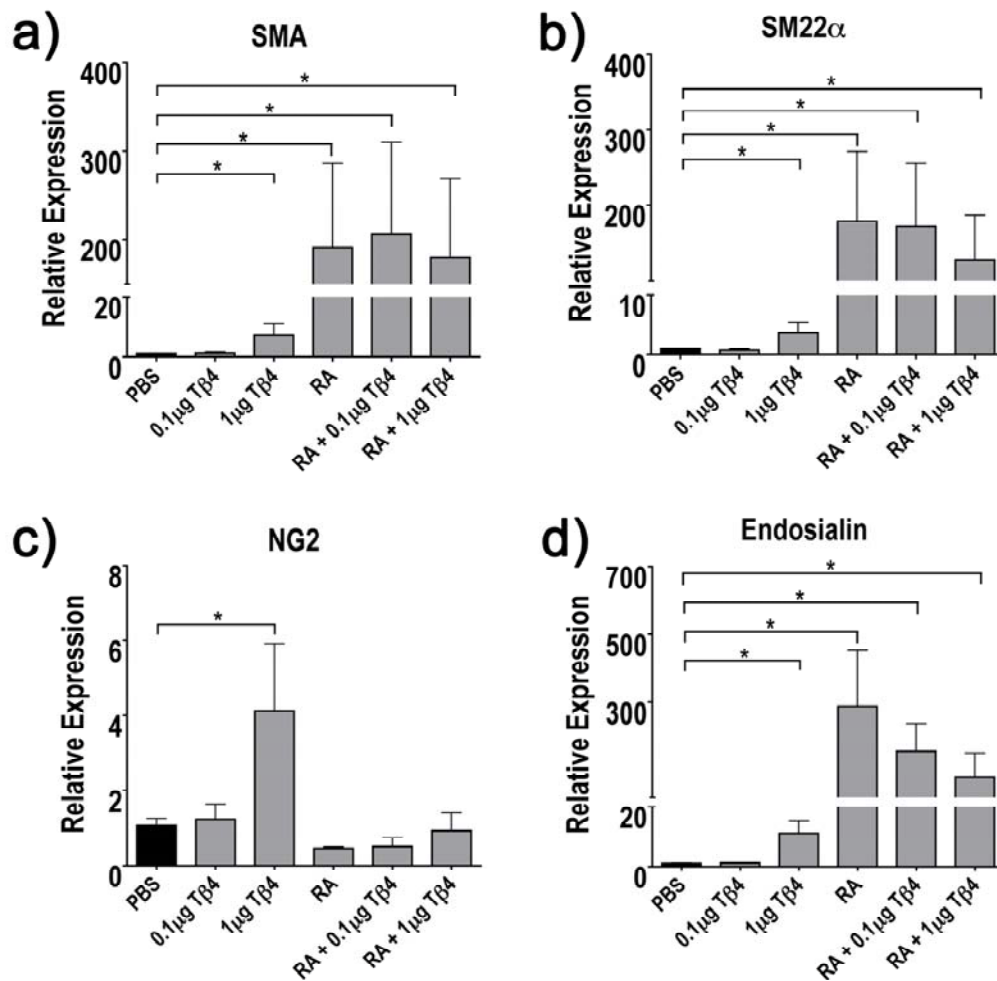 a)
SMA
Relative Expression
400
300
200
20
0
*
*
*
*
PBS
0.1µg Tβ4
1µg Tβ4
RA
RA + 0.1µg Tβ4
RA + 1µg Tβ4
b)
SM22α
Relative Expression
400
300
200
10
0
*
*
*
*
PBS
0.1µg Tβ4
1µg Tβ4
RA
RA + 0.1µg Tβ4
RA + 1µg Tβ4
c)
NG2
Relative Expression
8
6
4
2
0
*
PBS
0.1µg Tβ4
1µg Tβ4
RA
RA + 0.1µg Tβ4
RA + 1µg Tβ4
d)
Endosialin
Relative Expression
700
500
300
20
0
*
*
*
*
PBS
0.1µg Tβ4
1µg Tβ4
RA
RA + 0.1µg Tβ4
RA + 1µg Tβ4